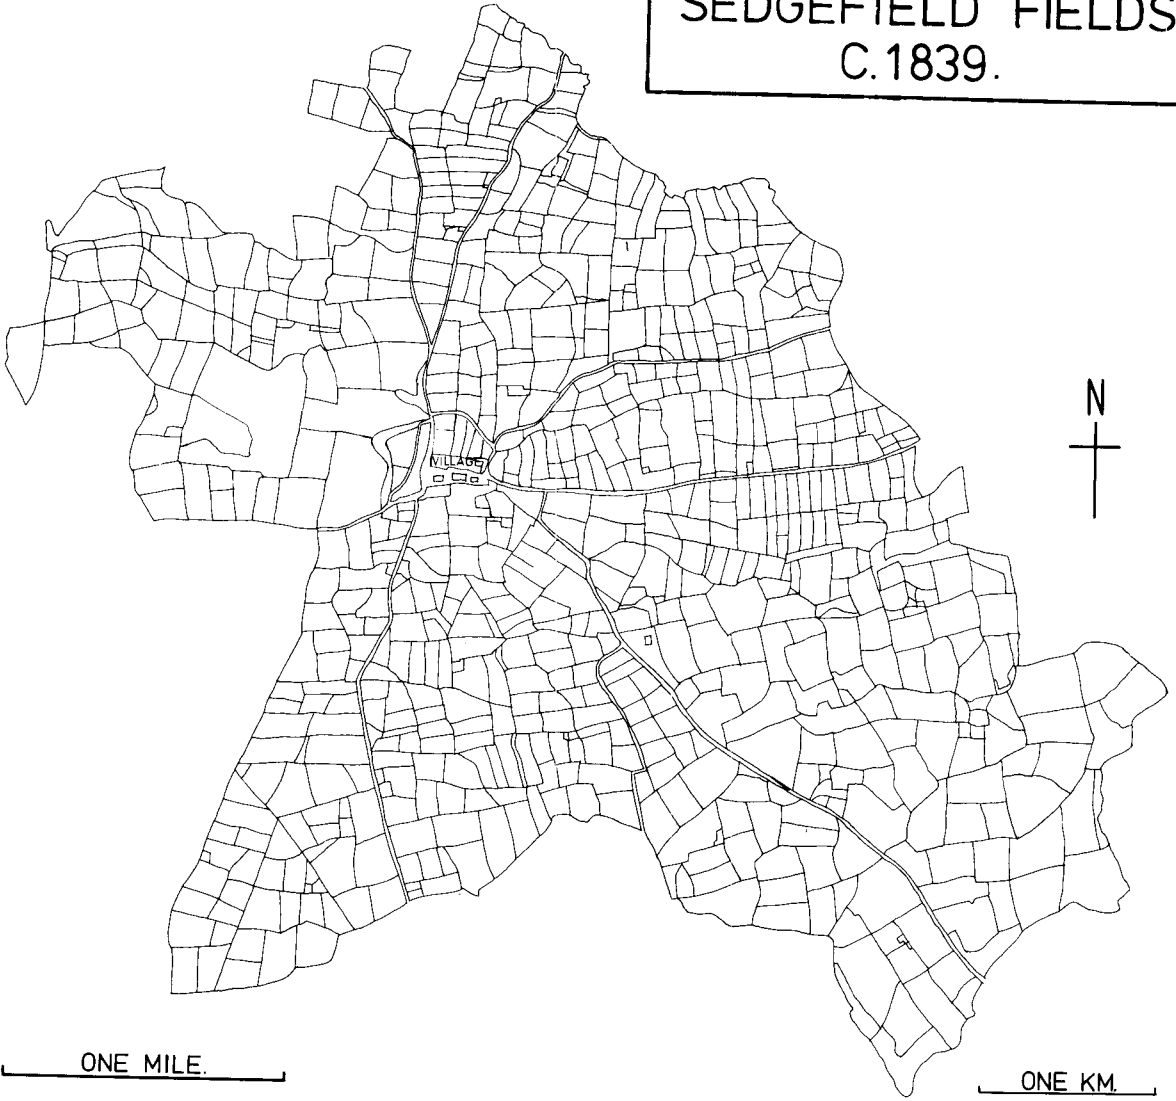 SEDGEFIELD FIELDS
C.1839.
N
VILLAGE
ONE MILE.
ONE KM.